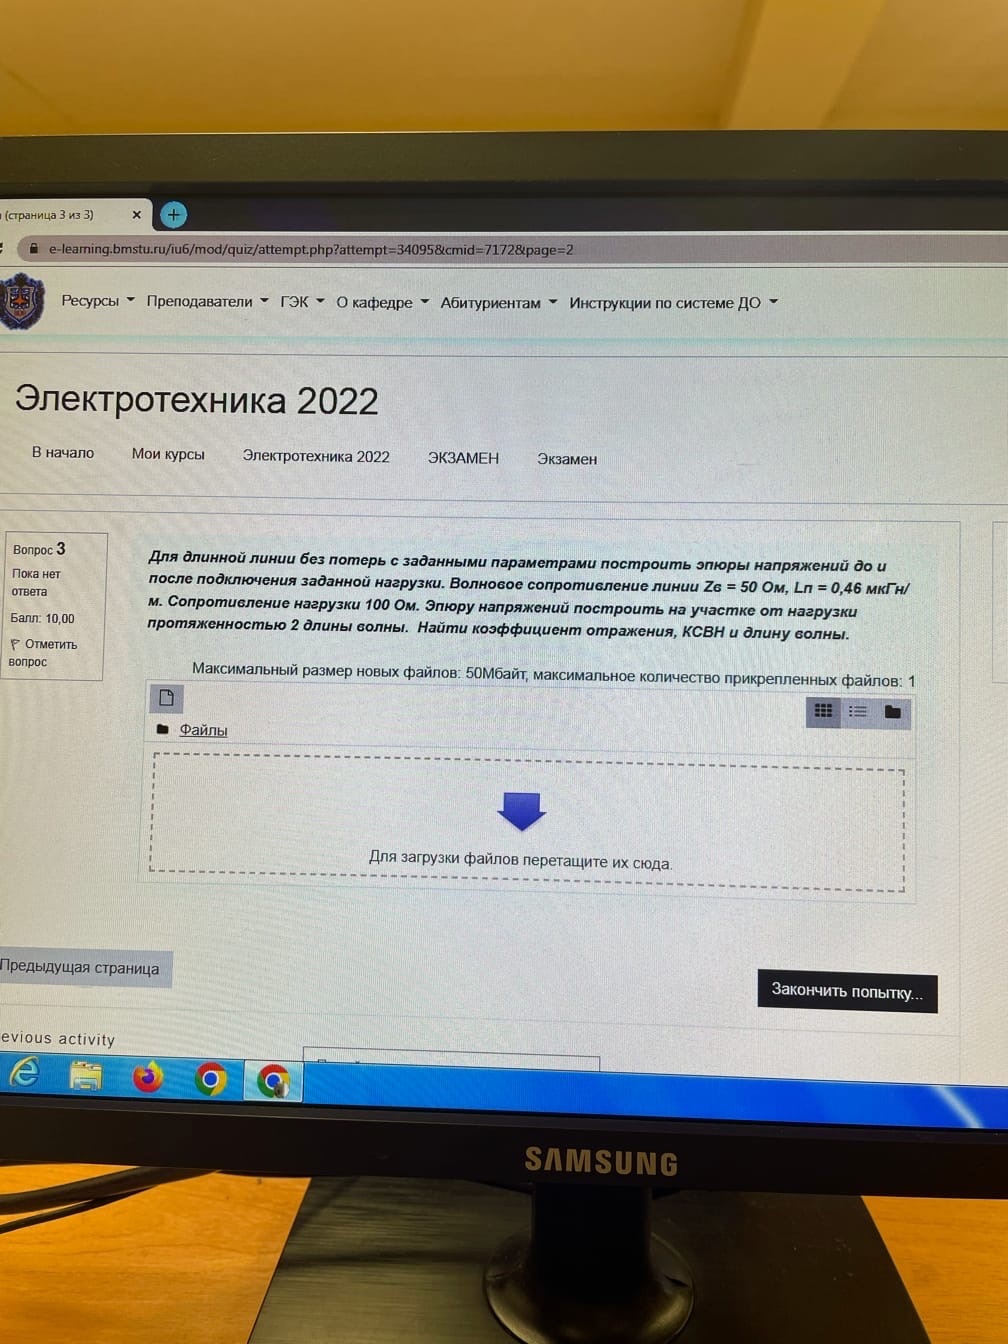 (страница 3 из 3)
e-learning.bmstu.ru/iu6/mod/quiz/attempt.php?attempt=34095&cmid=7172&page=2
Ресурсы Преподаватели ГЭК О кафедре Абитуриентам Инструкции по системе ДО
Электротехника 2022
В начало Мои курсы Электротехника 2022 ЭКЗАМЕН Экзамен
Вопрос 3
Пока нет
ответа
Балл: 10,00
Отметить
вопрос
Для длинной линии без потерь с заданными параметрами построить эпюры напряжений до и
после подключения заданной нагрузки. Волновое сопротивление линии Zв = 50 Ом, Lп = 0,46 мкГн/
м. Сопротивление нагрузки 100 Ом. Эпюру напряжений построить на участке от нагрузки
протяженностью 2 длины волны. Найти коэффициент отражения, КСВН и длину волны.
Максимальный размер новых файлов: 50Мбайт, максимальное количество прикрепленных файлов: 1
Файлы
Для загрузки файлов перетащите их сюда.
Предыдущая страница
Закончить попытку...
evious activity
SAMSUNG